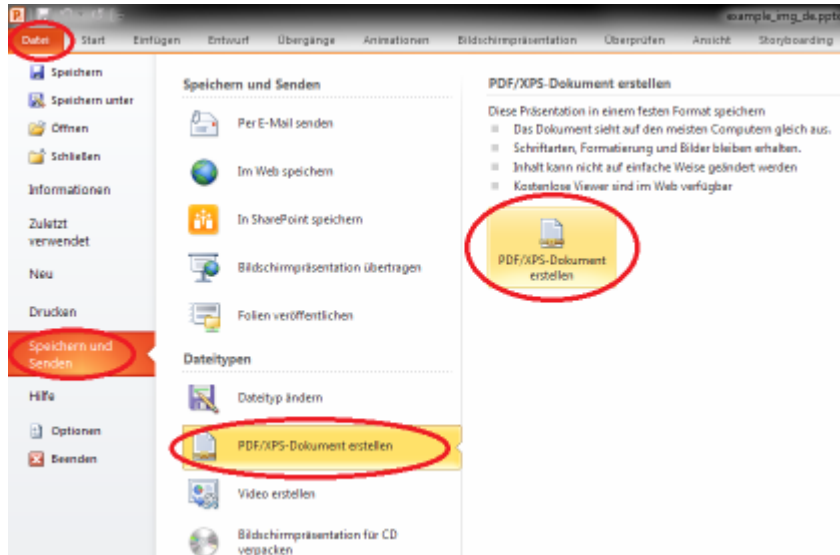 example_img_de.pptx
Datei Start Einfügen Entwurf Übergänge Animationen Bildschirmpräsentation Überprüfen Ansicht Storyboarding
Speichern
Speichern unter
Öffnen
Schließen
Informationen
Zuletzt
verwendet
Neu
Drucken
Speichern und
Senden
Hilfe
Optionen
Beenden
Speichern und Senden
Per E-Mail senden
Im Web speichern
In SharePoint speichern
Bildschirmpräsentation übertragen
Folien veröffentlichen
Dateitypen
Dateityp ändern
PDF/XPS-Dokument erstellen
Video erstellen
Bildschirmpräsentation für CD
verpacken
PDF/XPS-Dokument erstellen
Diese Präsentation in einem festen Format speichern
Das Dokument sieht auf den meisten Computern gleich aus.
Schriftarten, Formatierung und Bilder bleiben erhalten.
Inhalt kann nicht auf einfache Weise geändert werden
Kostenlose Viewer sind im Web verfügbar
PDF/XPS-Dokument
erstellen